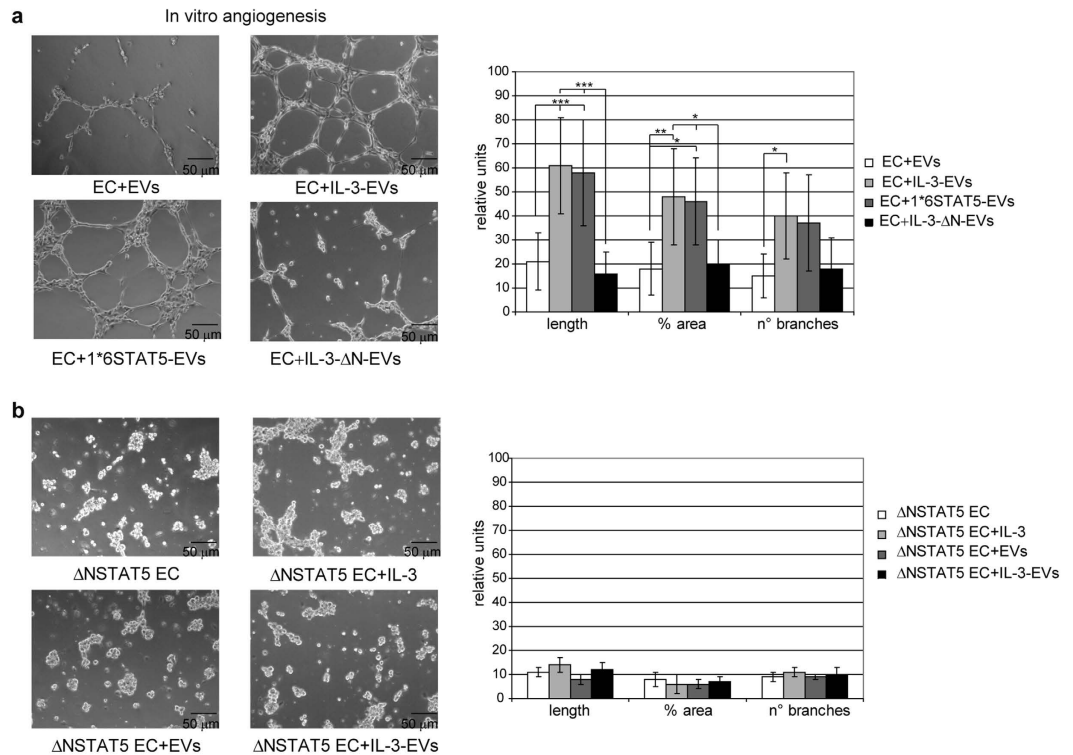 a
In vitro angiogenesis
50 µm
50 µm
EC+EVs
EC+IL-3-EVs
50 µm
50 µm
EC+1*6STAT5-EVs
EC+IL-3-ΔN-EVs
relative units
100
90
80
70
60
50
40
30
20
10
0
***
***
**
*
*
*
length
% area
n° branches
EC+EVs
EC+IL-3-EVs
EC+1*6STAT5-EVs
EC+IL-3-ΔN-EVs
b
50 µm
50 µm
ΔNSTAT5 EC
ΔNSTAT5 EC+IL-3
50 µm
50 µm
ΔNSTAT5 EC+EVs
ΔNSTAT5 EC+IL-3-EVs
relative units
100
90
80
70
60
50
40
30
20
10
0
length
% area
n° branches
ΔNSTAT5 EC
ΔNSTAT5 EC+IL-3
ΔNSTAT5 EC+EVs
ΔNSTAT5 EC+IL-3-EVs